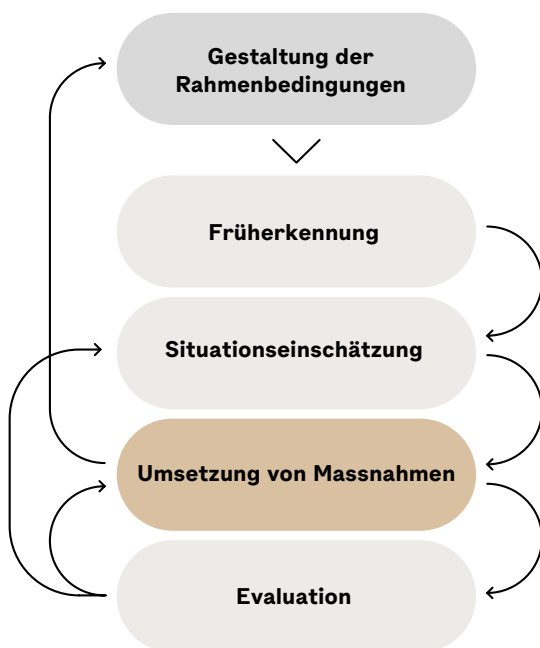 Gestaltung der
Rahmenbedingungen
Früherkennung
Situationseinschätzung
Umsetzung von Massnahmen
Evaluation